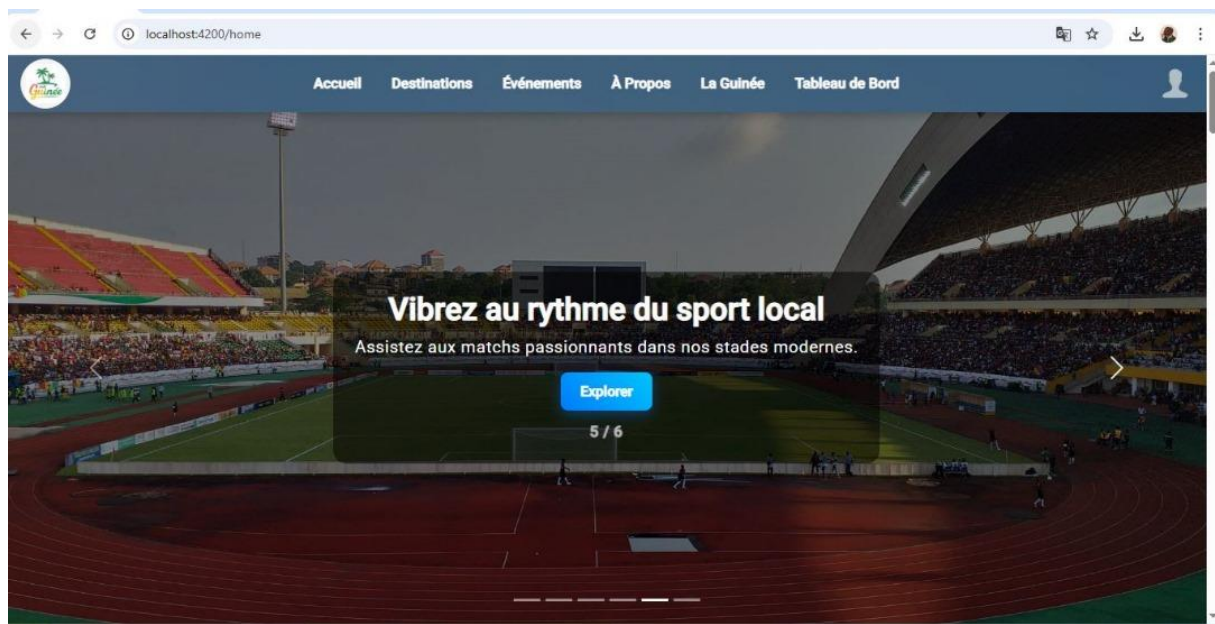 localhost:4200/home
Guinée
Accueil Destinations Événements À Propos La Guinée Tableau de Bord
Vibrez au rythme du sport local
Assistez aux matchs passionnants dans nos stades modernes.
Explorer
5 / 6